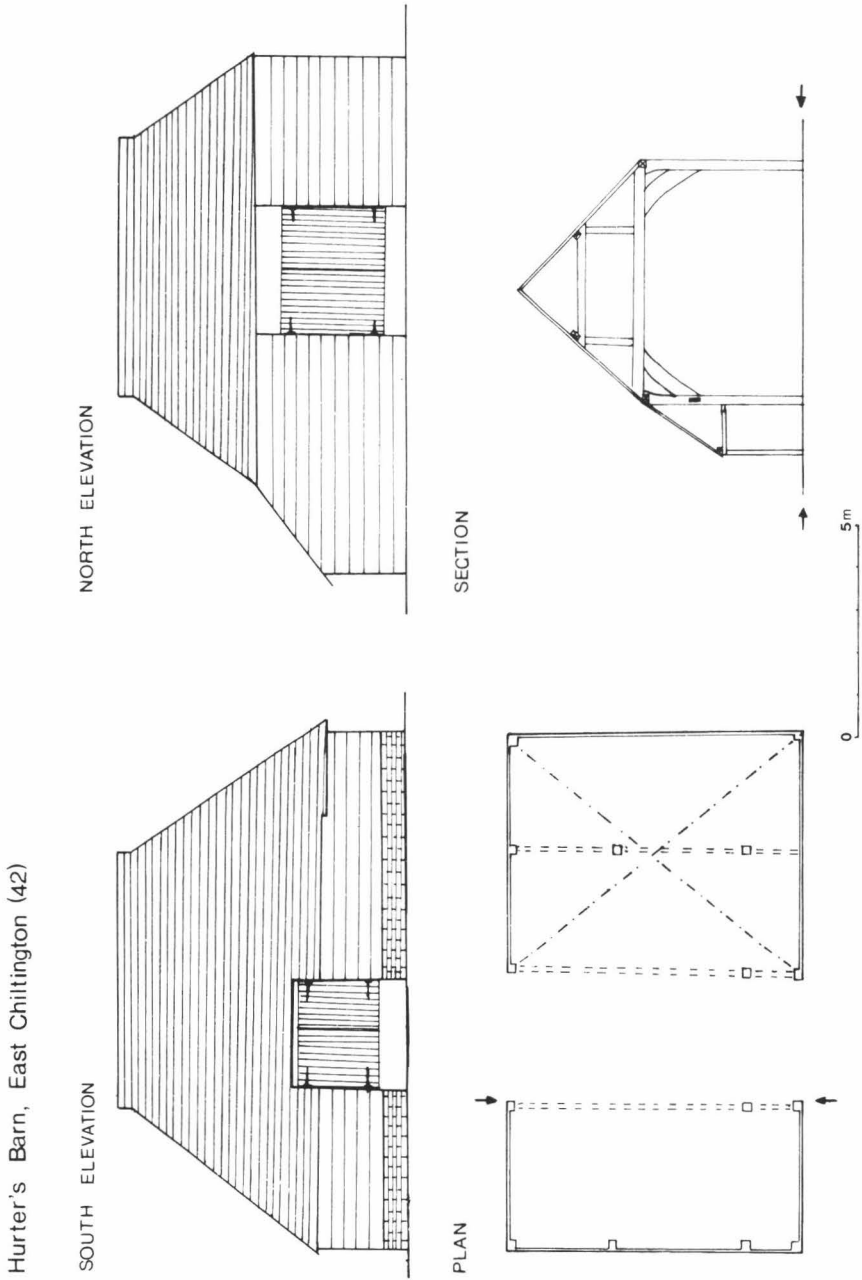 Hurter's Barn, East Chiltington (42)
SOUTH ELEVATION
NORTH ELEVATION
PLAN
SECTION
0 5m